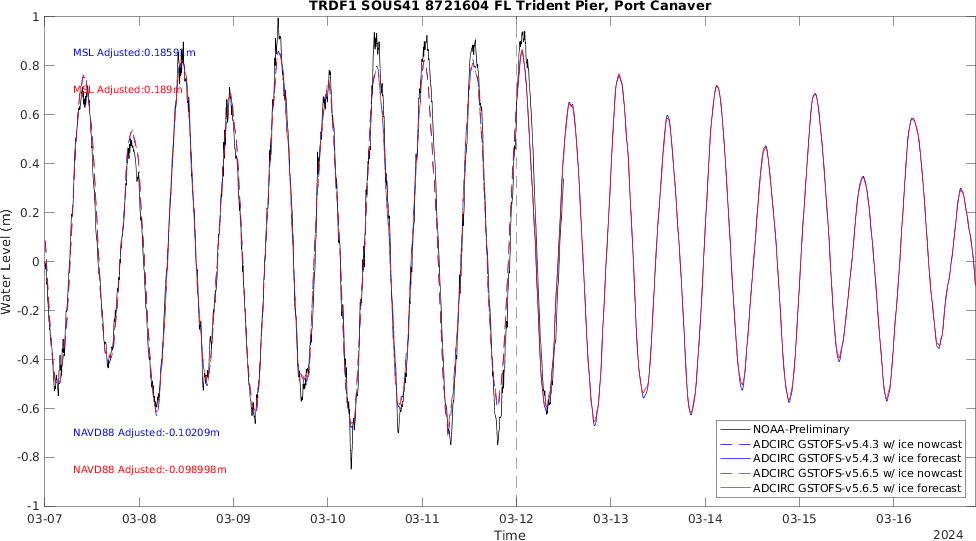 TRDF1 SOUS41 8721604 FL Trident Pier, Port Canaver
1
0.8
0.6
0.4
0.2
0
-0.2
-0.4
-0.6
-0.8
-1
Water Level (m)
MSL Adjusted:0.18591m
MSL Adjusted:0.189m
NAVD88 Adjusted:-0.10209m
NAVD88 Adjusted:-0.098998m
NOAA-Preliminary
ADCIRC GSTOFS-v5.4.3 w/ ice nowcast
ADCIRC GSTOFS-v5.4.3 w/ ice forecast
ADCIRC GSTOFS-v5.6.5 w/ ice nowcast
ADCIRC GSTOFS-v5.6.5 w/ ice forecast
03-07 03-08 03-09 03-10 03-11 03-12 03-13 03-14 03-15 03-16
Time
2024